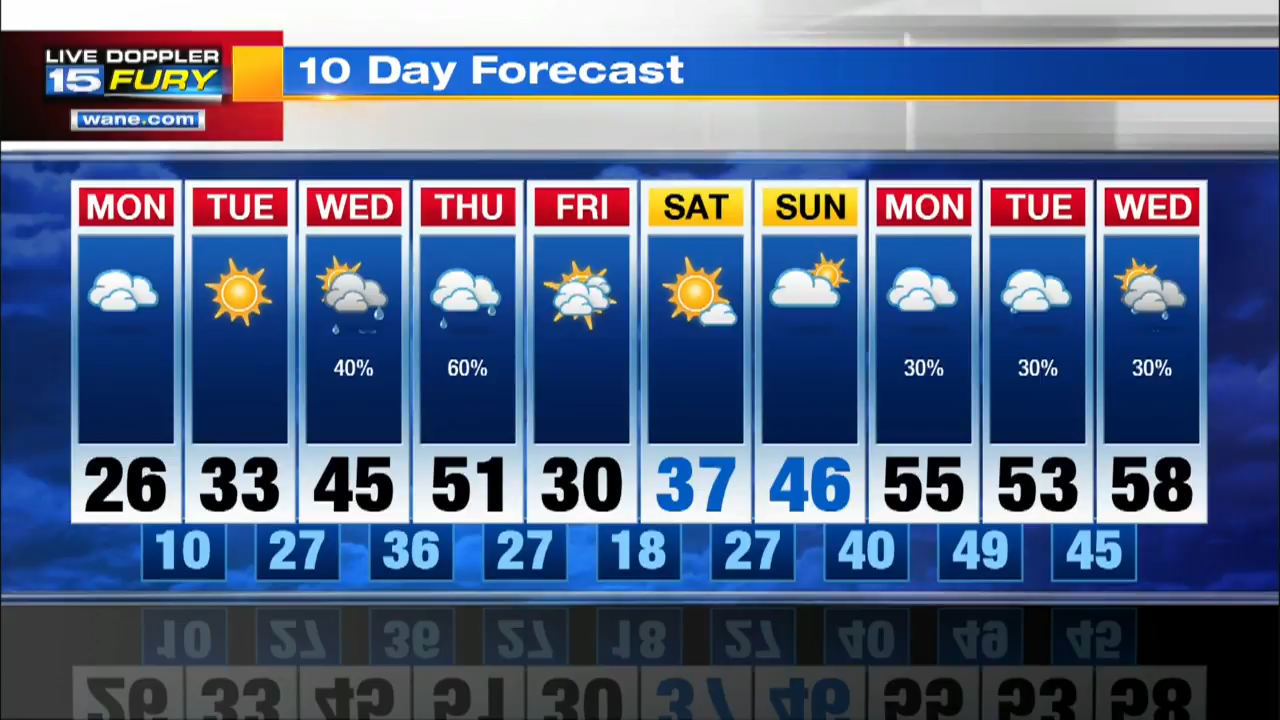 LIVE DOPPLER
15 FURY
wane.com
10 Day Forecast
MON TUE WED THU FRI SAT SUN MON TUE WED
40% 60% 30% 30% 30%
26 33 45 51 30 37 46 55 53 58
10 27 36 27 18 27 40 49 45